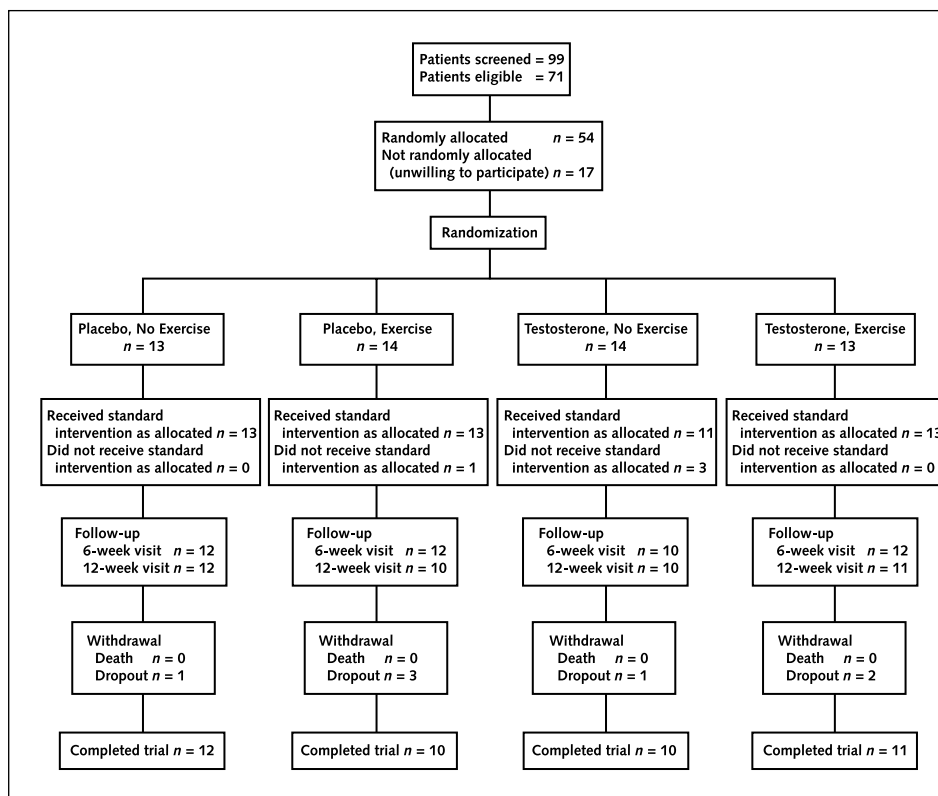 Patients screened = 99
Patients eligible = 71
Randomly allocated n = 54
Not randomly allocated
(unwilling to participate) n = 17
Randomization
Placebo, No Exercise
n = 13
Placebo, Exercise
n = 14
Testosterone, No Exercise
n = 14
Testosterone, Exercise
n = 13
Received standard
intervention as allocated n = 13
Did not receive standard
intervention as allocated n = 0
Received standard
intervention as allocated n = 13
Did not receive standard
intervention as allocated n = 1
Received standard
intervention as allocated n = 11
Did not receive standard
intervention as allocated n = 3
Received standard
intervention as allocated n = 13
Did not receive standard
intervention as allocated n = 0
Follow-up
6-week visit n = 12
12-week visit n = 12
Follow-up
6-week visit n = 12
12-week visit n = 10
Follow-up
6-week visit n = 10
12-week visit n = 10
Follow-up
6-week visit n = 12
12-week visit n = 11
Withdrawal
Death n = 0
Dropout n = 1
Withdrawal
Death n = 0
Dropout n = 3
Withdrawal
Death n = 0
Dropout n = 1
Withdrawal
Death n = 0
Dropout n = 2
Completed trial n = 12
Completed trial n = 10
Completed trial n = 10
Completed trial n = 11